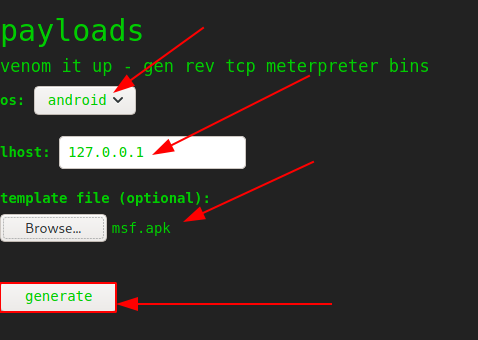 payloads
venom it up - gen rev tcp meterpreter bins
os: android
lhost: 127.0.0.1
template file (optional):
Browse... msf.apk
generate